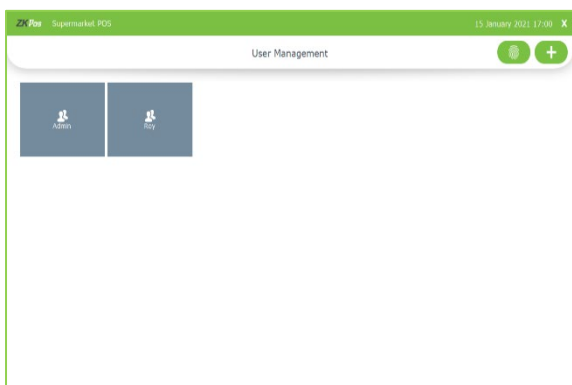 ZKPos Supermarket POS 15 January 2021 17:00 X
User Management
Admin
Roy